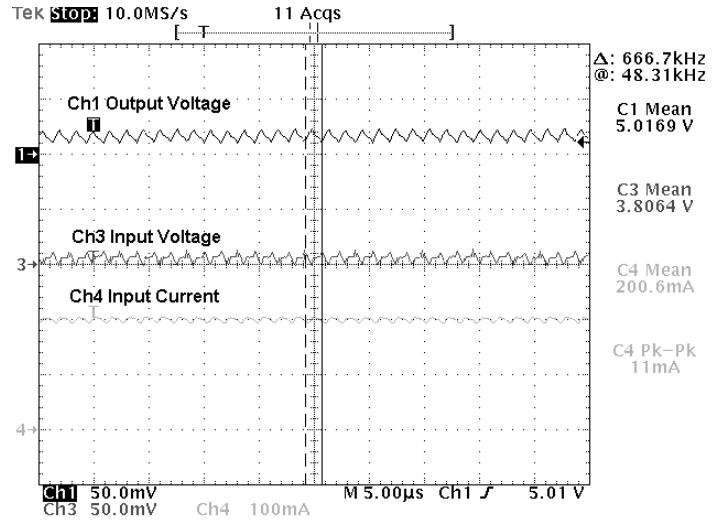 Tek Stop: 10.0MS/s 11 Acqs
[ T ]
Δ: 666.7kHz
@: 48.31kHz
C1 Mean
5.0169 V
Ch1 Output Voltage
T
1→
C3 Mean
3.8064 V
Ch3 Input Voltage
T
3→
C4 Mean
200.6mA
Ch4 Input Current
T
C4 Pk-Pk
11mA
4→
Ch1 50.0mV M 5.00µs Ch1 5.01 V
Ch3 50.0mV Ch4 100mA